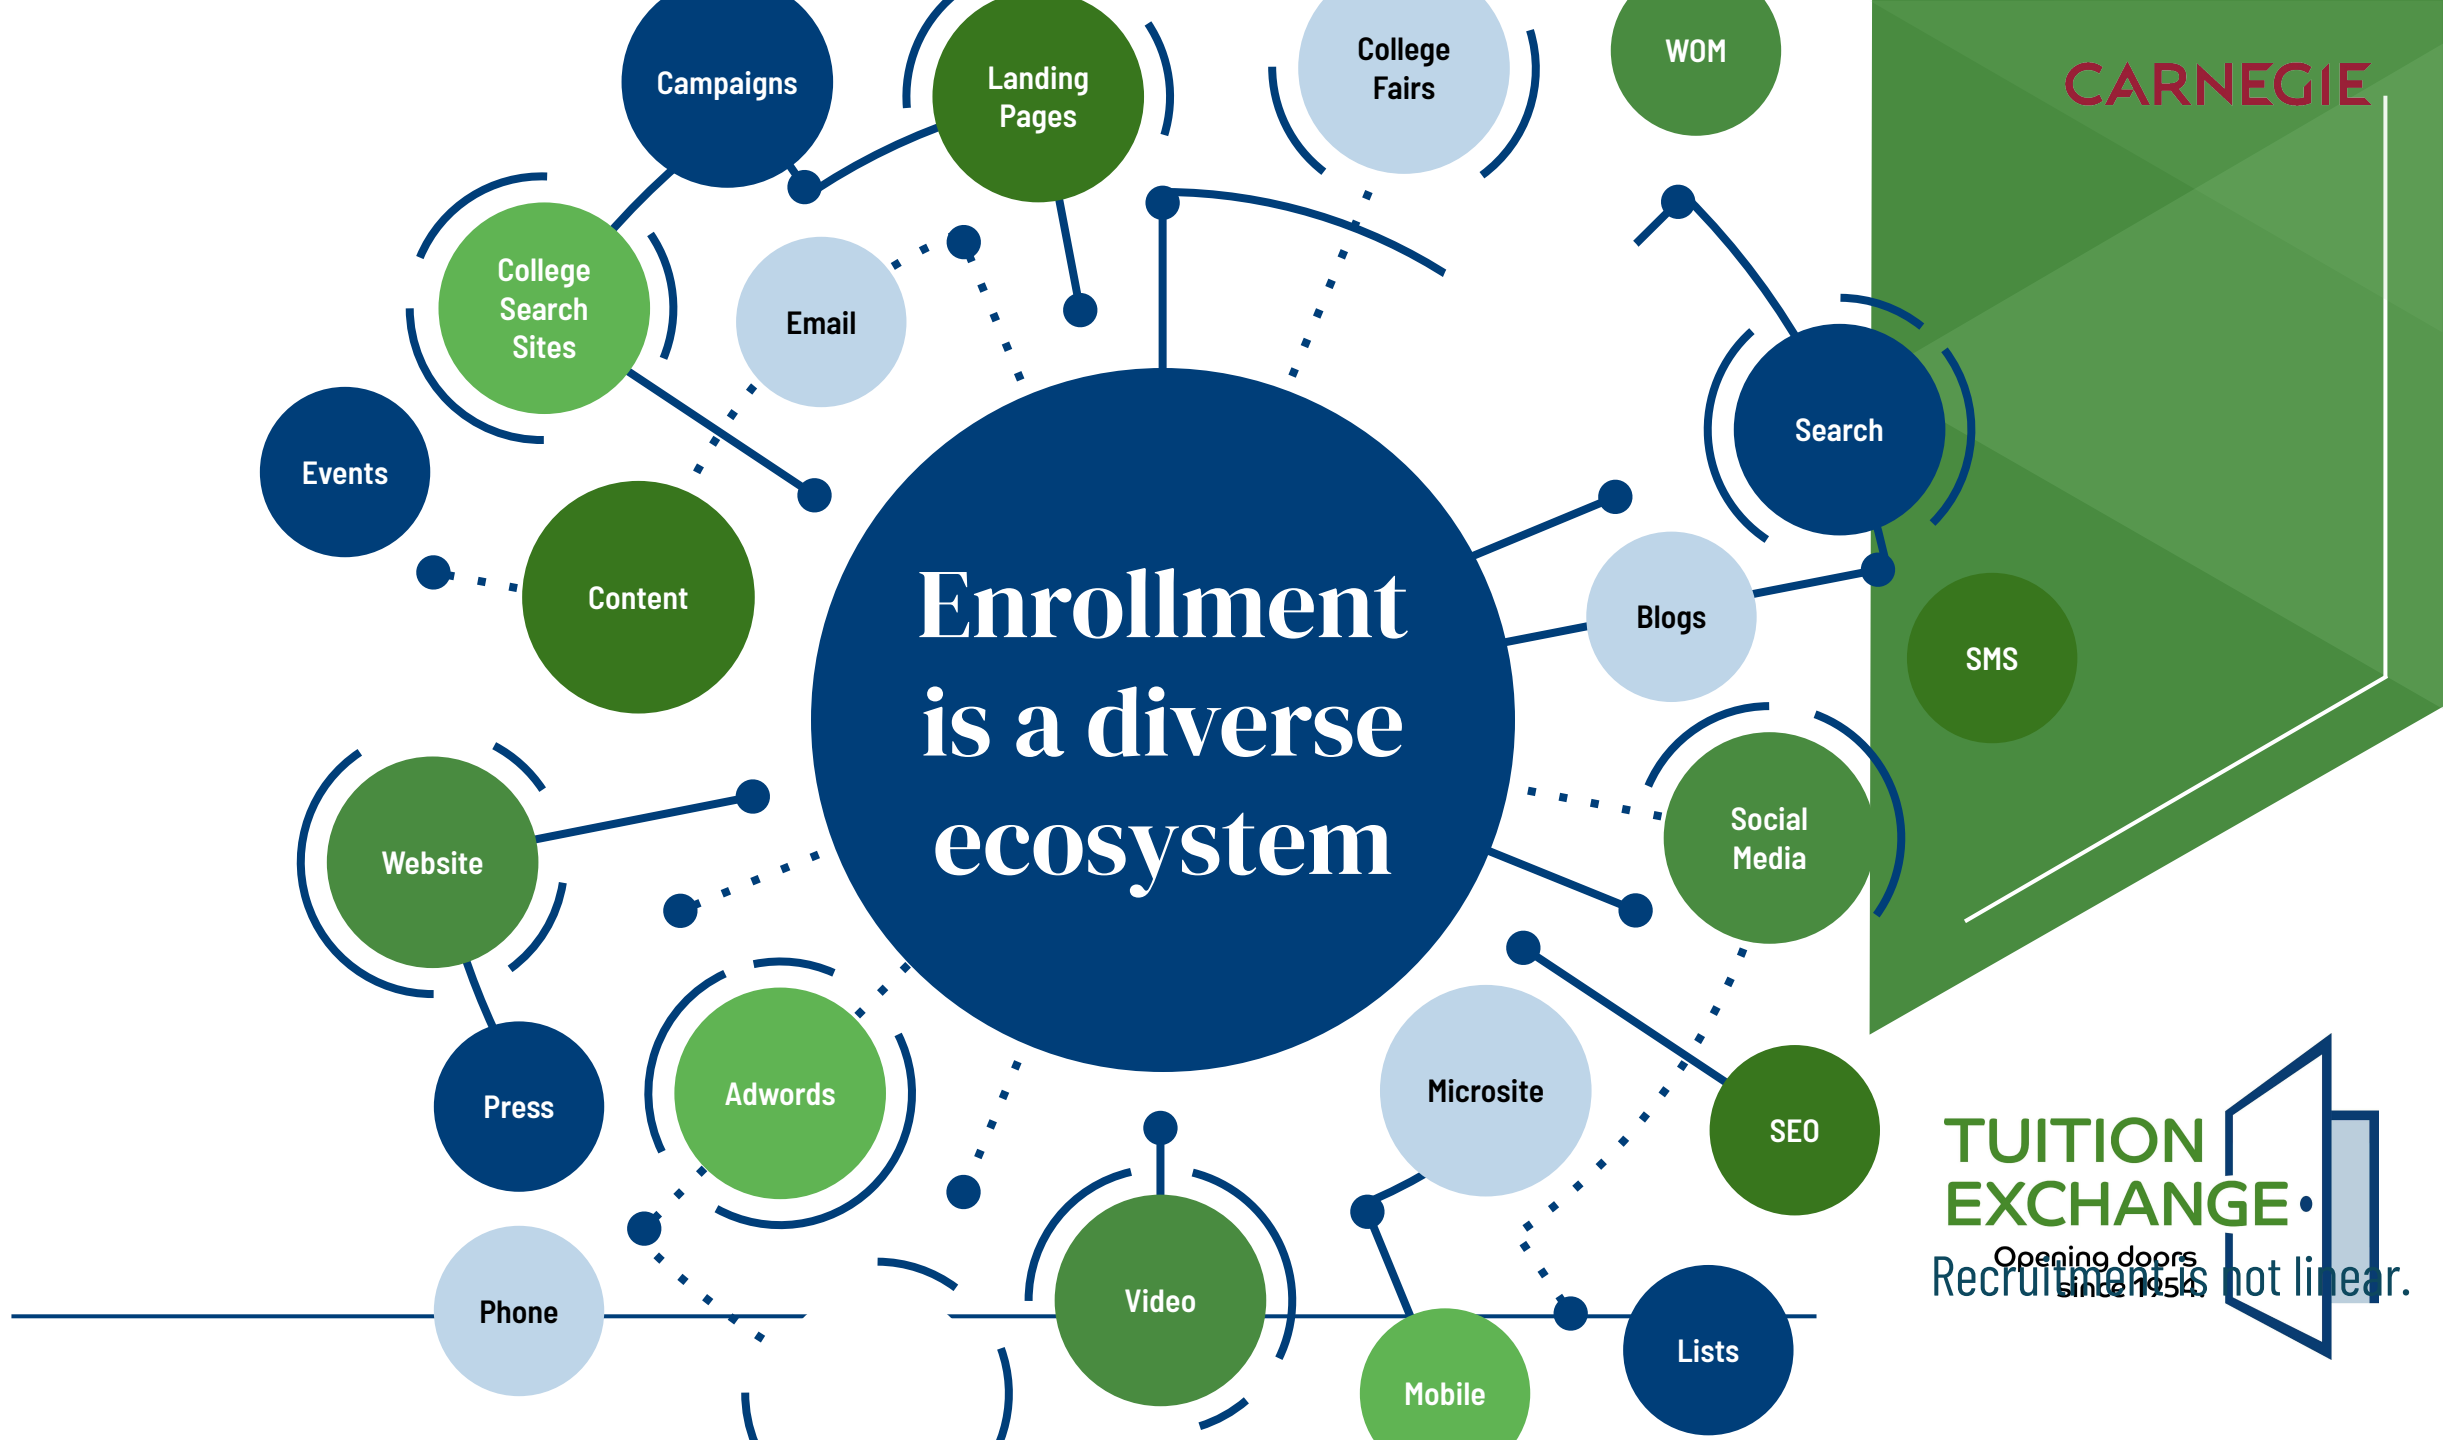 Campaigns
Landing
Pages
College
Fairs
WOM
CARNEGIE
College
Search
Sites
Email
Events
Search
Content
Blogs
SMS
Enrollment
is a diverse
ecosystem
Website
Social
Media
Press
Adwords
Microsite
SEO
TUITION
EXCHANGE
Opening doors
since 1954.
Recruitment is not linear.
Phone
Video
Lists
Mobile